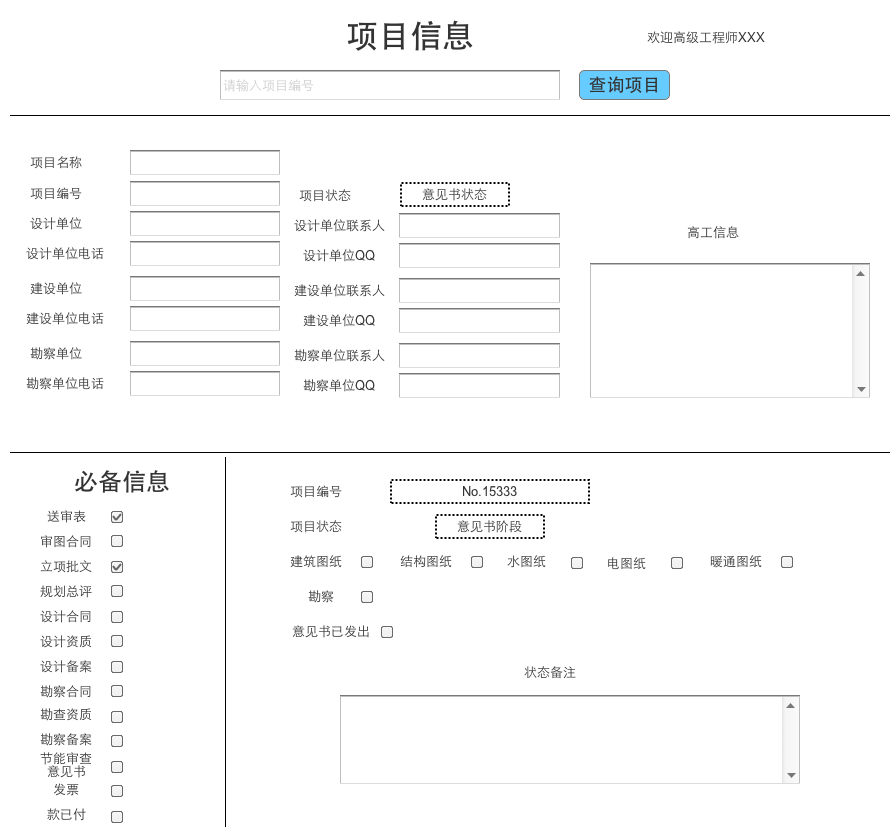 项目信息
欢迎高级工程师XXX
请输入项目编号
查询项目
项目名称
项目编号
项目状态
意见书状态
设计单位
设计单位联系人
高工信息
设计单位电话
设计单位QQ
建设单位
建设单位联系人
建设单位电话
建设单位QQ
勘察单位
勘察单位联系人
勘察单位电话
勘察单位QQ
必备信息
送审表
审图合同
立项批文
规划总评
设计合同
设计资质
设计备案
勘察合同
勘查资质
勘察备案
节能审查
意见书
发票
款已付
项目编号
No.15333
项目状态
意见书阶段
建筑图纸
结构图纸
水图纸
电图纸
暖通图纸
勘察
意见书已发出
状态备注